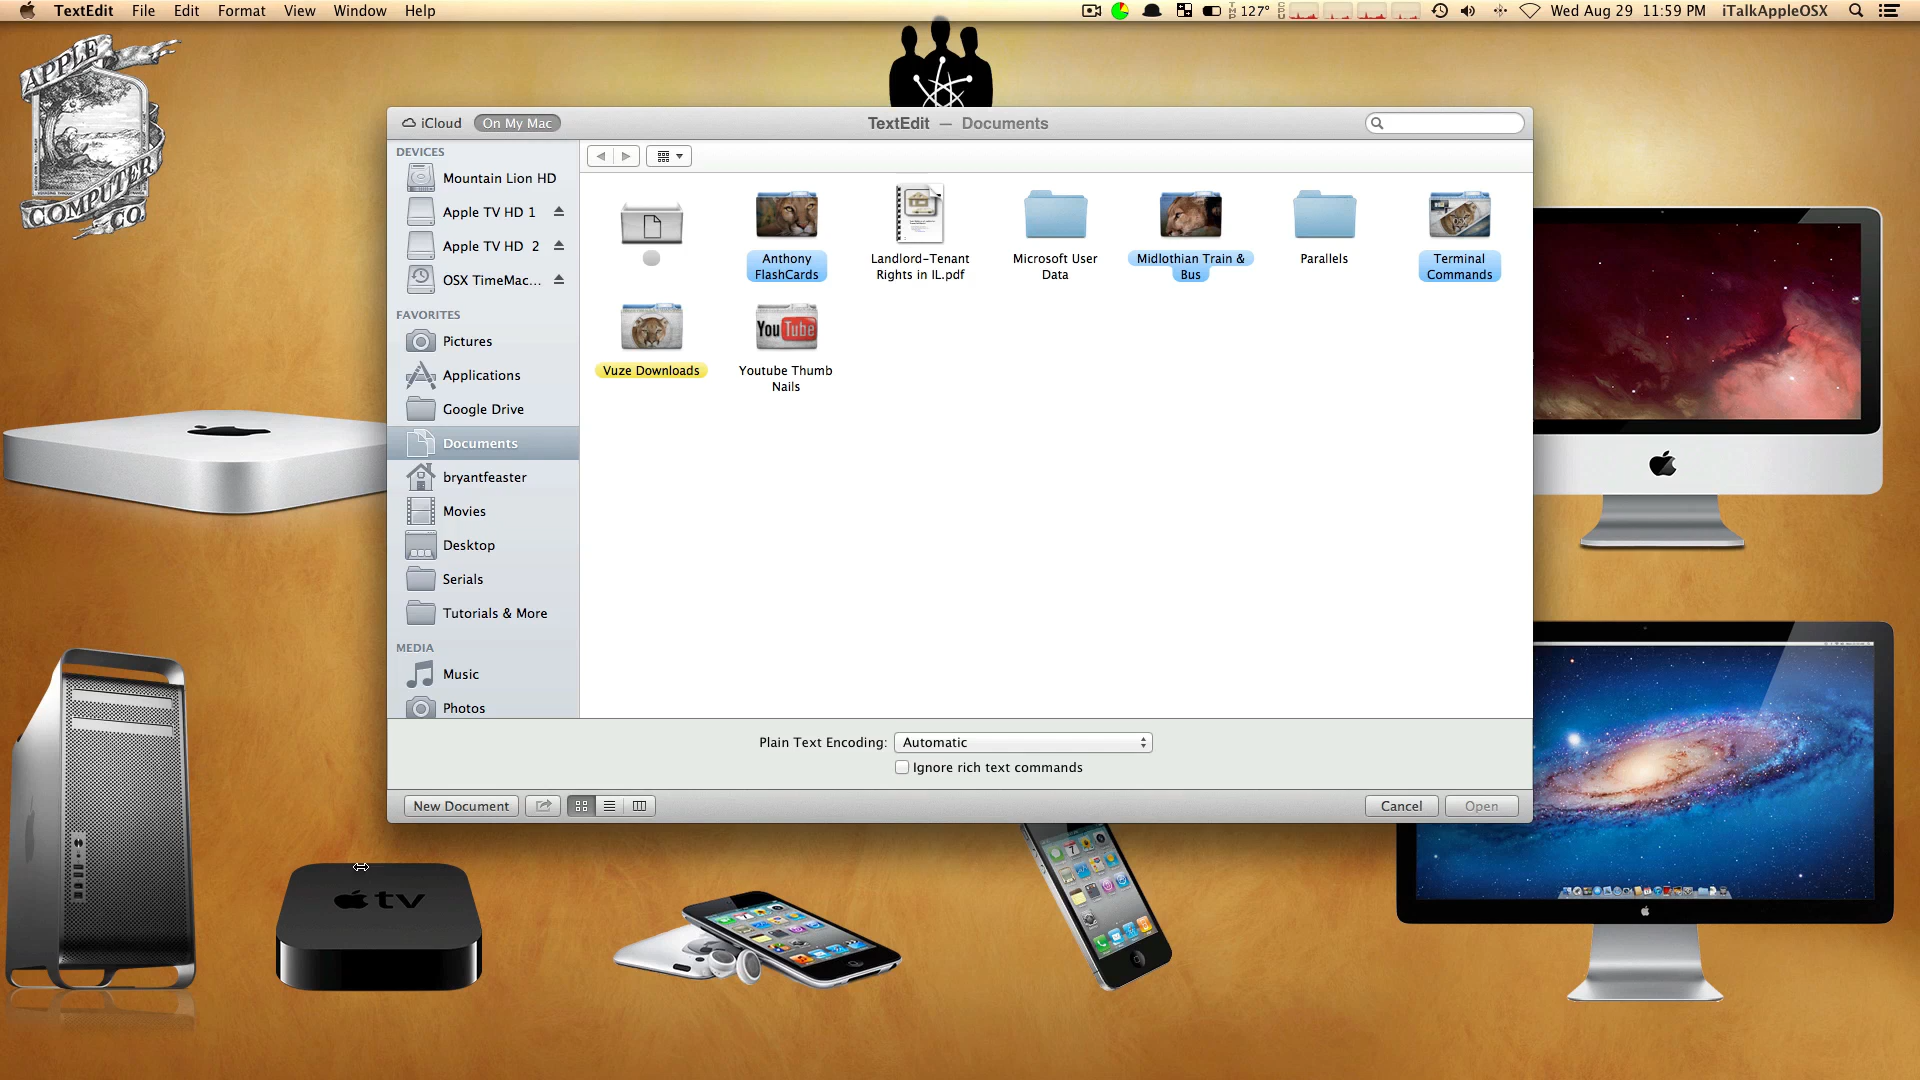 TextEdit File Edit Format View Window Help
127° Wed Aug 29 11:59 PM iTalkAppleOSX
APPLE
COMPUTER
CO.
iCloud On My Mac
TextEdit — Documents
DEVICES
Mountain Lion HD
Apple TV HD 1
Apple TV HD 2
OSX TimeMac...
FAVORITES
Pictures
Applications
Google Drive
Documents
bryantfeaster
Movies
Desktop
Serials
Tutorials & More
MEDIA
Music
Photos
Anthony
FlashCards
Landlord-Tenant
Rights in IL.pdf
Microsoft User
Data
Midlothian Train &
Bus
Parallels
Terminal
Commands
Vuze Downloads
YouTube
Youtube Thumb
Nails
Plain Text Encoding: Automatic
Ignore rich text commands
New Document
Cancel Open
tv